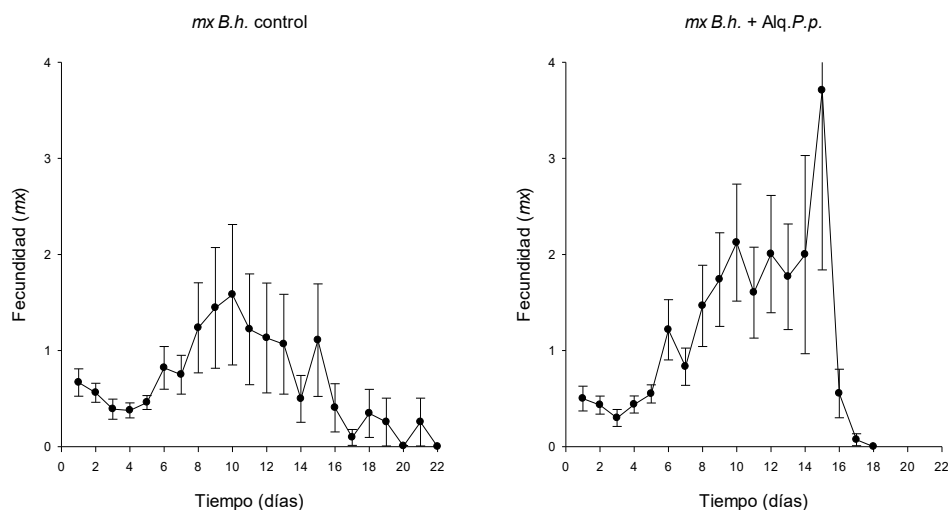 mx B.h. control
4
3
2
1
0
Fecundidad (mx)
0 2 4 6 8 10 12 14 16 18 20 22
Tiempo (días)
mx B.h. + Alq.P.p.
4
3
2
1
0
Fecundidad (mx)
0 2 4 6 8 10 12 14 16 18 20 22
Tiempo (días)